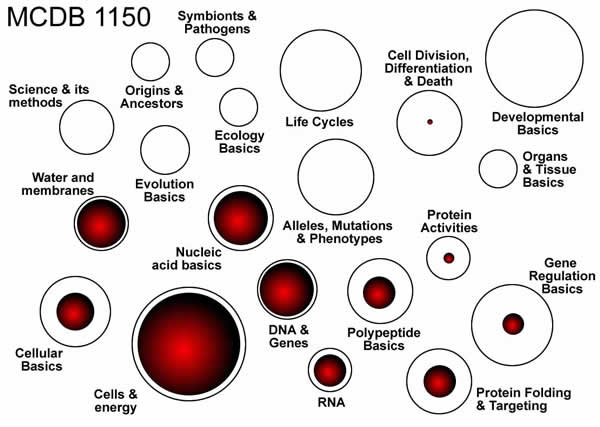 MCDB 1150
Symbionts &
Pathogens
Origins &
Ancestors
Science & its
methods
Ecology
Basics
Life Cycles
Cell Division,
Differentiation
& Death
Developmental
Basics
Evolution
Basics
Organs
& Tissue
Basics
Water and
membranes
Nucleic
acid basics
Alleles, Mutations
& Phenotypes
Protein
Activities
Gene
Regulation
Basics
Cellular
Basics
Cells &
energy
DNA &
Genes
Polypeptide
Basics
RNA
Protein Folding
& Targeting